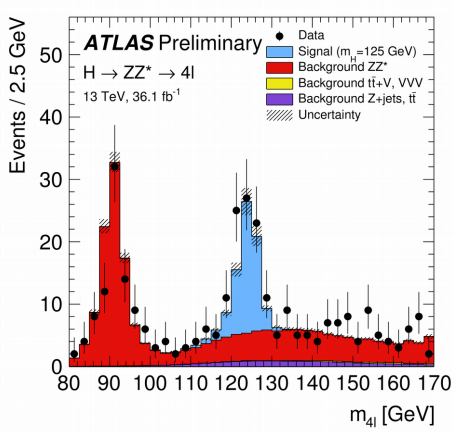 ATLAS Preliminary
H → ZZ* → 4l
13 TeV, 36.1 fb⁻¹
Data
Signal (m_H=125 GeV)
Background ZZ*
Background tt̄+V, VVV
Background Z+jets, tt̄
Uncertainty
Events / 2.5 GeV
50
40
30
20
10
0
80 90 100 110 120 130 140 150 160 170
m_4l [GeV]